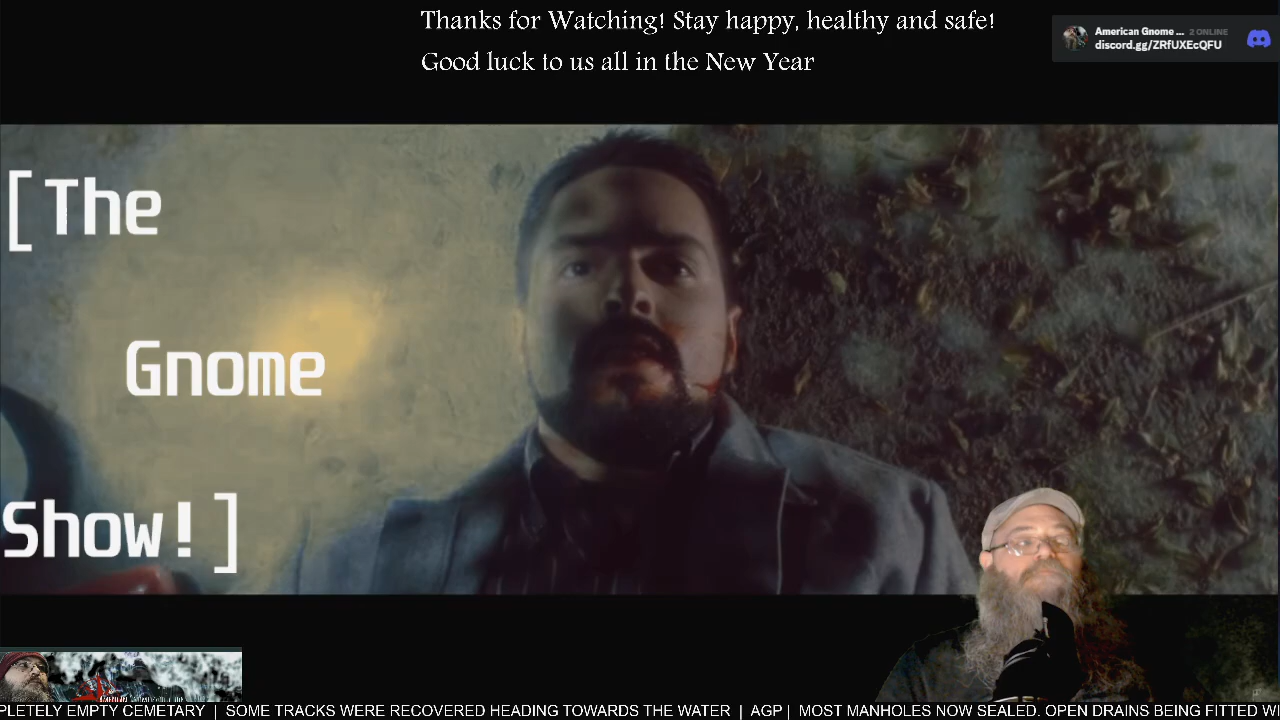 Thanks for Watching! Stay happy, healthy and safe!
Good luck to us all in the New Year
American Gnome ... 2 ONLINE
discord.gg/ZRfUXEcQFU
[The
Gnome
Show!]
PLETELY EMPTY CEMETARY | SOME TRACKS WERE RECOVERED HEADING TOWARDS THE WATER | AGP | MOST MANHOLES NOW SEALED. OPEN DRAINS BEING FITTED WI